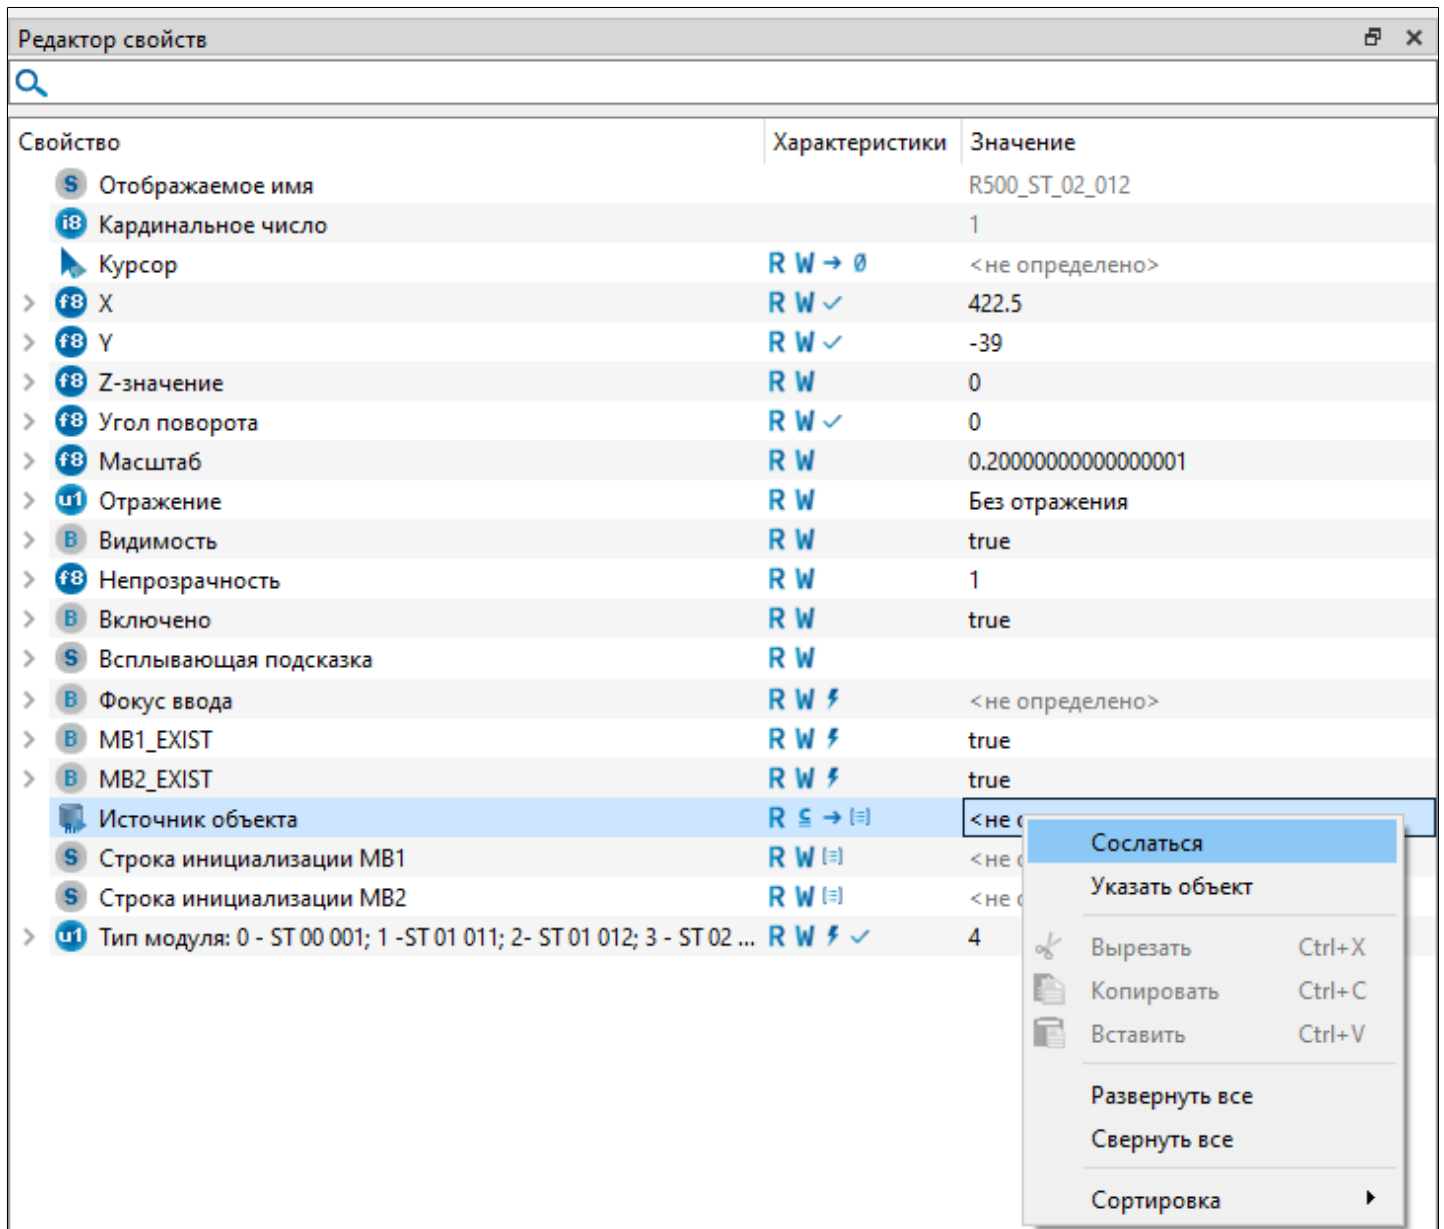 Редактор свойств
Свойство Характеристики Значение
S Отображаемое имя R500_ST_02_012
i8 Кардинальное число 1
Курсор R W → ∅ <не определено>
f8 X R W ✓ 422.5
f8 Y R W ✓ -39
f8 Z-значение R W 0
f8 Угол поворота R W ✓ 0
f8 Масштаб R W 0.20000000000000001
u1 Отражение R W Без отражения
B Видимость R W true
f8 Непрозрачность R W 1
B Включено R W true
S Всплывающая подсказка R W
B Фокус ввода R W <не определено>
B MB1_EXIST R W true
B MB2_EXIST R W true
Источник объекта R ⊆ → [=] <не
S Строка инициализации MB1 R W [=] <не
S Строка инициализации MB2 R W [=] <не
u1 Тип модуля: 0 - ST 00 001; 1 -ST 01 011; 2- ST 01 012; 3 - ST 02 ... R W ✓ 4
Сослаться
Указать объект
Вырезать Ctrl+X
Копировать Ctrl+C
Вставить Ctrl+V
Развернуть все
Свернуть все
Сортировка